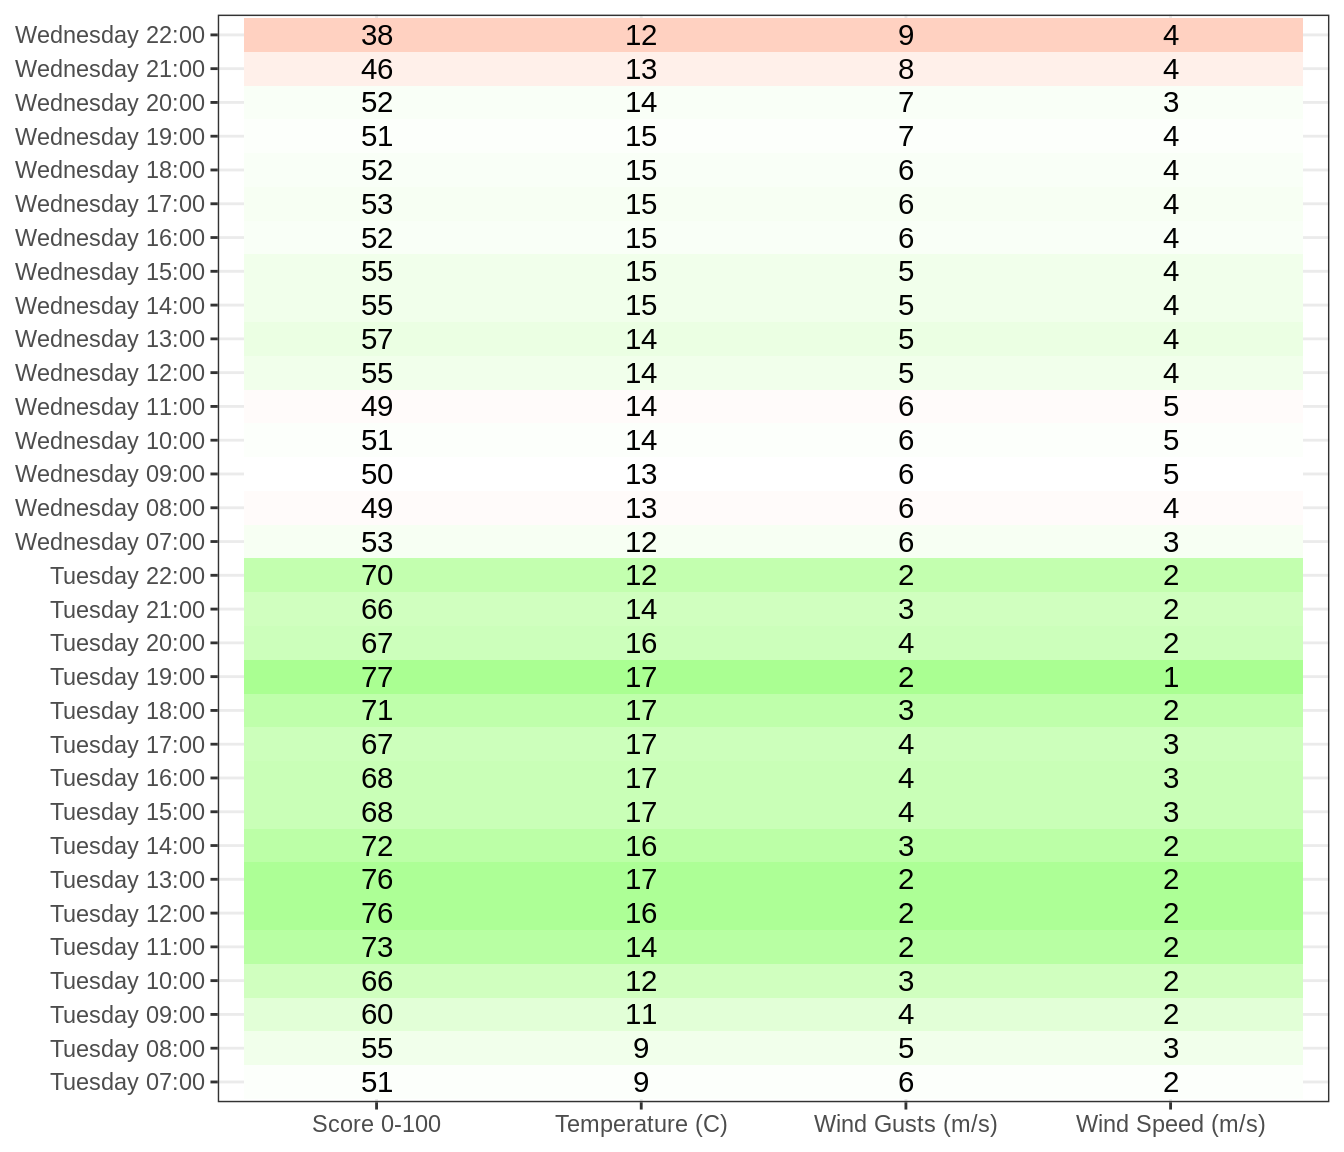 Wednesday 22:00 38 12 9 4
Wednesday 21:00 46 13 8 4
Wednesday 20:00 52 14 7 3
Wednesday 19:00 51 15 7 4
Wednesday 18:00 52 15 6 4
Wednesday 17:00 53 15 6 4
Wednesday 16:00 52 15 6 4
Wednesday 15:00 55 15 5 4
Wednesday 14:00 55 15 5 4
Wednesday 13:00 57 14 5 4
Wednesday 12:00 55 14 5 4
Wednesday 11:00 49 14 6 5
Wednesday 10:00 51 14 6 5
Wednesday 09:00 50 13 6 5
Wednesday 08:00 49 13 6 4
Wednesday 07:00 53 12 6 3
Tuesday 22:00 70 12 2 2
Tuesday 21:00 66 14 3 2
Tuesday 20:00 67 16 4 2
Tuesday 19:00 77 17 2 1
Tuesday 18:00 71 17 3 2
Tuesday 17:00 67 17 4 3
Tuesday 16:00 68 17 4 3
Tuesday 15:00 68 17 4 3
Tuesday 14:00 72 16 3 2
Tuesday 13:00 76 17 2 2
Tuesday 12:00 76 16 2 2
Tuesday 11:00 73 14 2 2
Tuesday 10:00 66 12 3 2
Tuesday 09:00 60 11 4 2
Tuesday 08:00 55 9 5 3
Tuesday 07:00 51 9 6 2
Score 0-100 Temperature (C) Wind Gusts (m/s) Wind Speed (m/s)